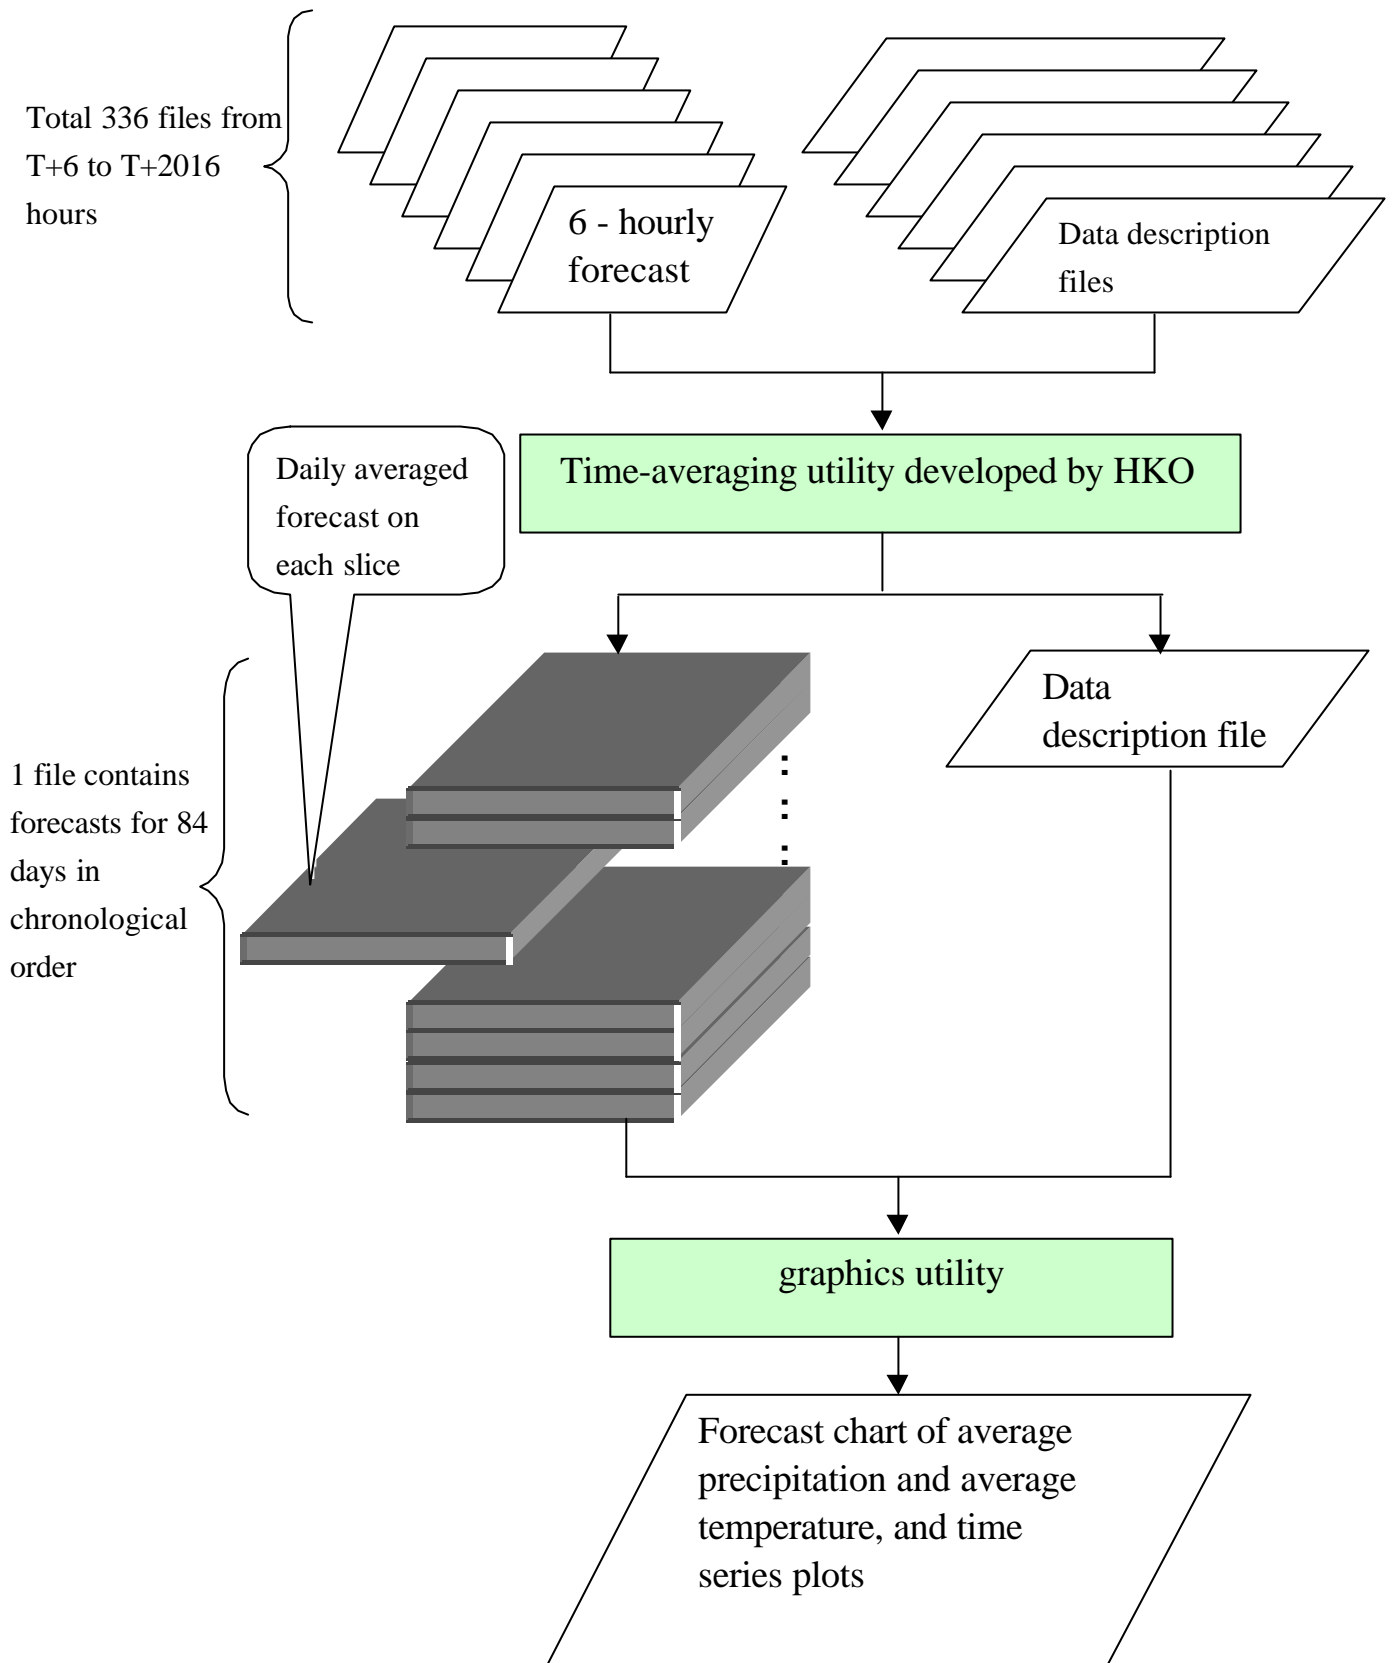 Total 336 files from
T+6 to T+2016
hours
6 - hourly
forecast
Data description
files
Time-averaging utility developed by HKO
Daily averaged
forecast on
each slice
Data
description file
1 file contains
forecasts for 84
days in
chronological
order
graphics utility
Forecast chart of average
precipitation and average
temperature, and time
series plots